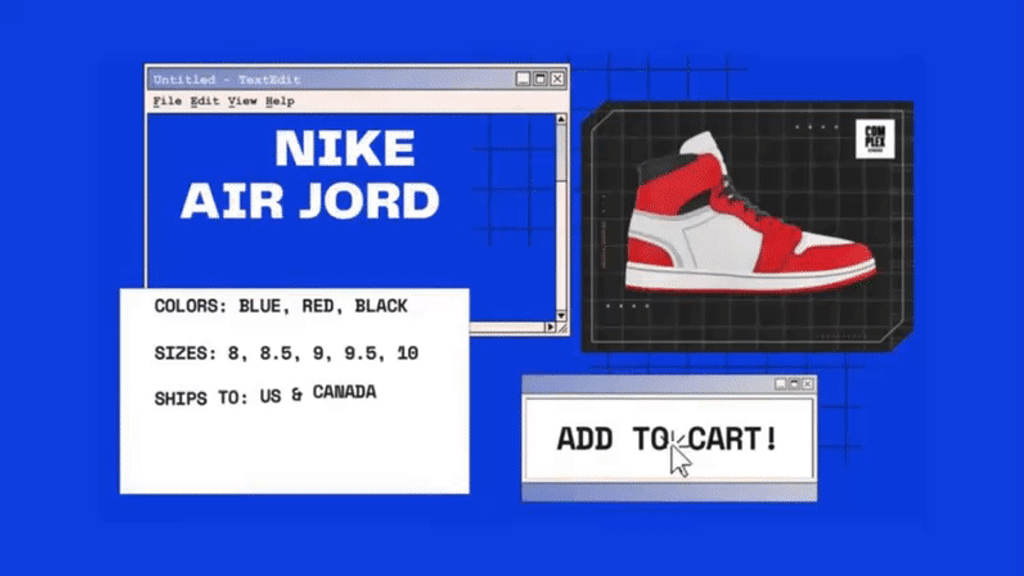 Untitled - TextEdit
File Edit View Help
NIKE
AIR JORD
COM
PLEX
COLORS: BLUE, RED, BLACK
SIZES: 8, 8.5, 9, 9.5, 10
SHIPS TO: US & CANADA
ADD TO CART!